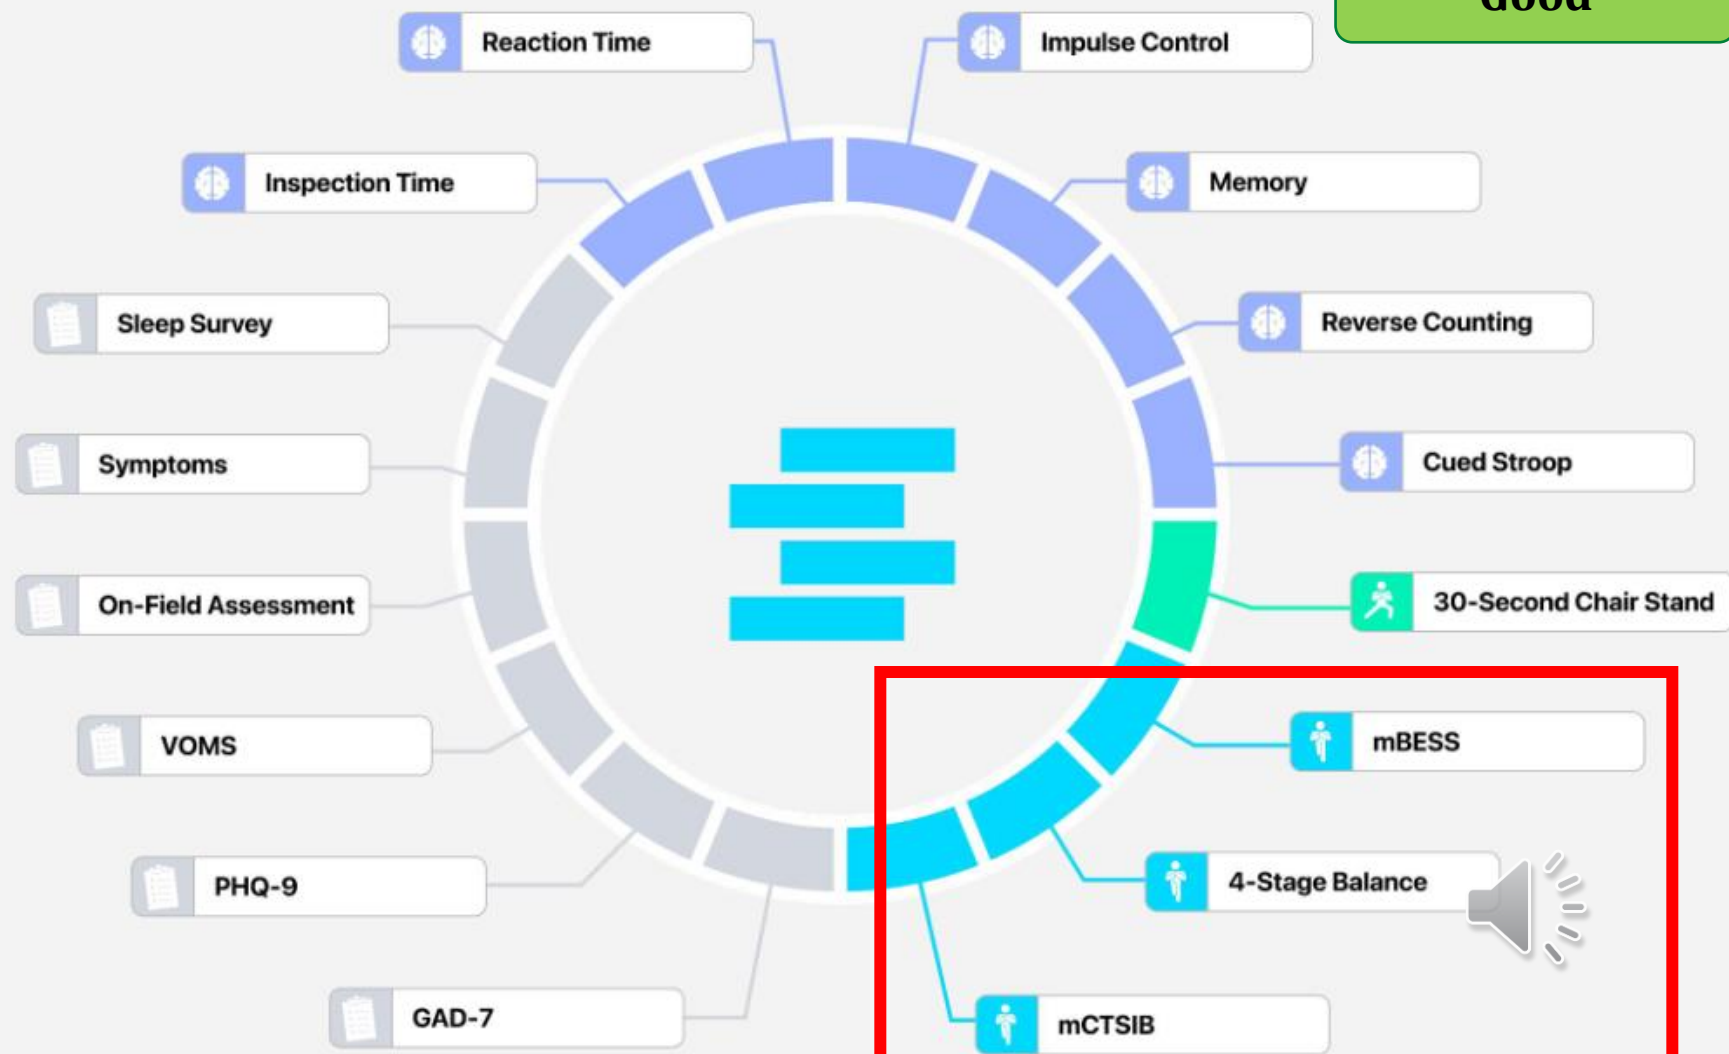 Good
Reaction Time
Impulse Control
Inspection Time
Memory
Sleep Survey
Reverse Counting
Symptoms
Cued Stroop
On-Field Assessment
30-Second Chair Stand
VOMS
mBESS
PHQ-9
4-Stage Balance
GAD-7
mCTSIB